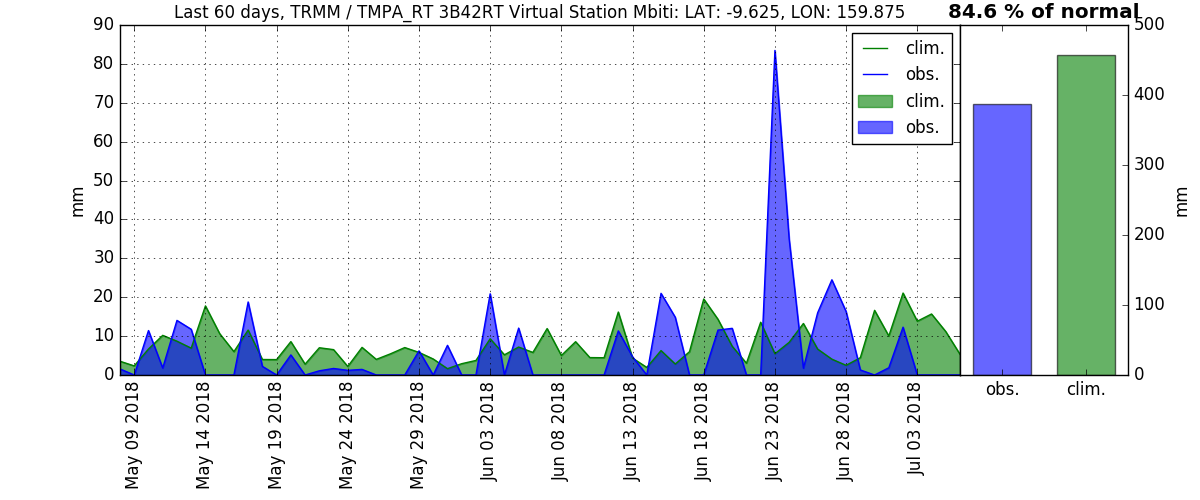 Last 60 days, TRMM / TMPA_RT 3B42RT Virtual Station Mbiti: LAT: -9.625, LON: 159.875
84.6 % of normal
90
80
70
60
50
40
30
20
10
0
mm
clim.
obs.
clim.
obs.
May 09 2018
May 14 2018
May 19 2018
May 24 2018
May 29 2018
Jun 03 2018
Jun 08 2018
Jun 13 2018
Jun 18 2018
Jun 23 2018
Jun 28 2018
Jul 03 2018
500
400
300
200
100
0
mm
obs.
clim.